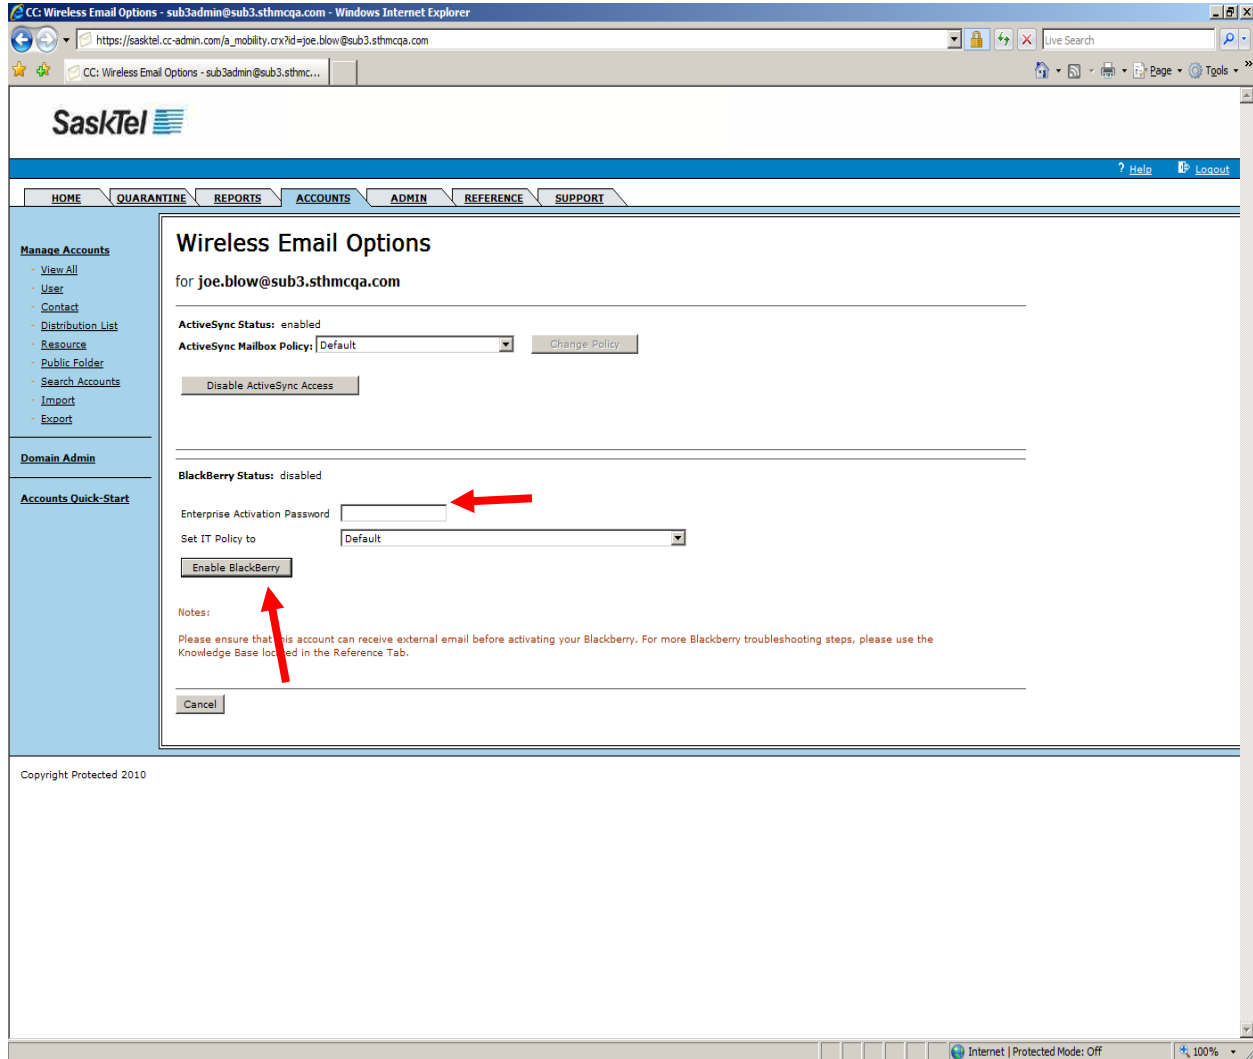 CC: Wireless Email Options - sub3admin@sub3.sthmcqa.com - Windows Internet Explorer
https://sasktel.cc-admin.com/a_mobility.crx?id=joe.blow@sub3.sthmcqa.com
Live Search
CC: Wireless Email Options - sub3admin@sub3.sthmc...
Page
Tools
SaskTel
? Help
Logout
HOME
QUARANTINE
REPORTS
ACCOUNTS
ADMIN
REFERENCE
SUPPORT
Manage Accounts
- View All
- User
- Contact
- Distribution List
- Resource
- Public Folder
- Search Accounts
- Import
- Export
Domain Admin
Accounts Quick-Start
Wireless Email Options
for joe.blow@sub3.sthmcqa.com
ActiveSync Status: enabled
ActiveSync Mailbox Policy: Default
Change Policy
Disable ActiveSync Access
BlackBerry Status: disabled
Enterprise Activation Password
Set IT Policy to Default
Enable BlackBerry
Notes:
Please ensure that this account can receive external email before activating your Blackberry. For more Blackberry troubleshooting steps, please use the
Knowledge Base located in the Reference Tab.
Cancel
Copyright Protected 2010
Internet | Protected Mode: Off
100%